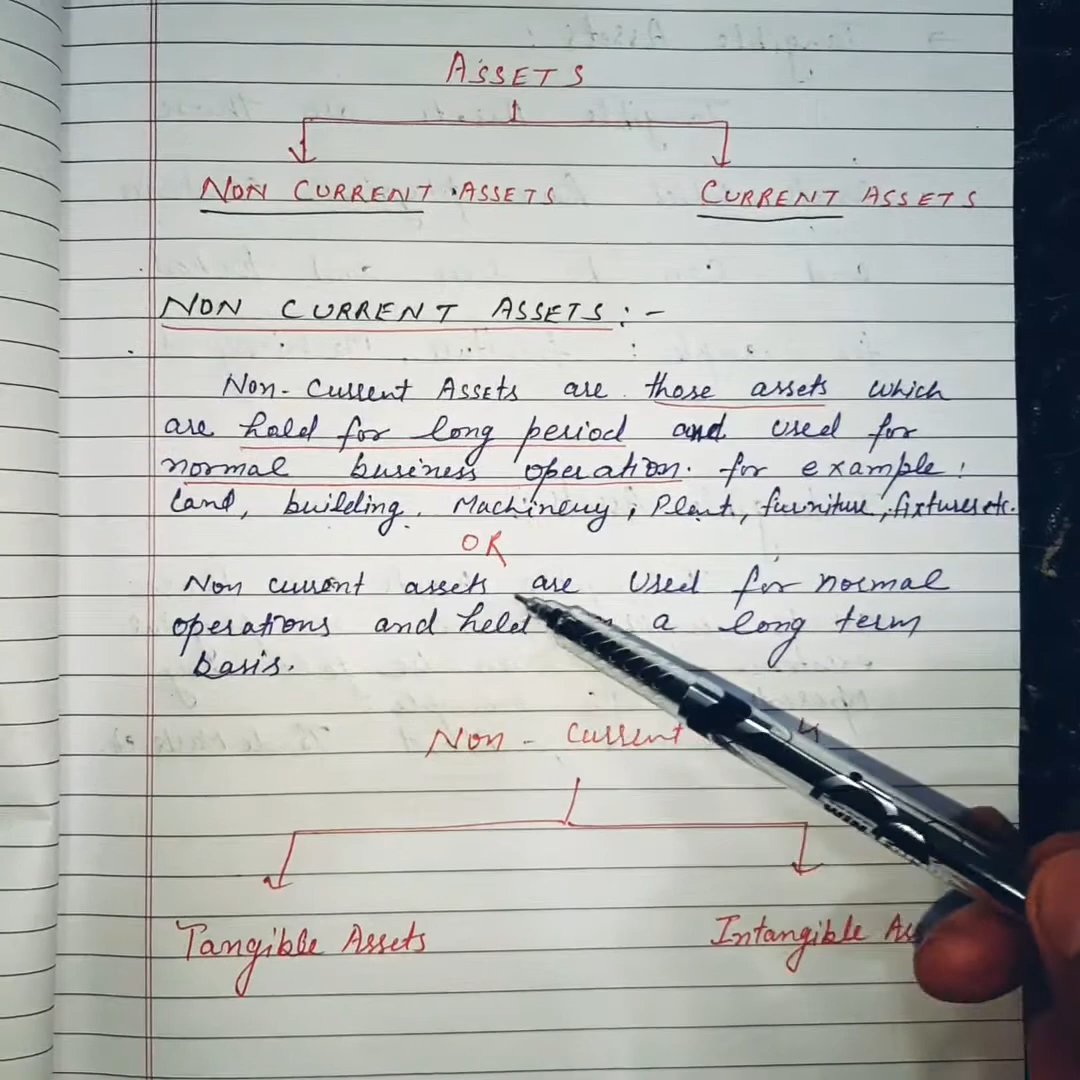 ASSETS
NON CURRENT ASSETS
CURRENT ASSETS
NON CURRENT ASSETS :-
Non-Current Assets are those assets which
are hold for long period and used for
normal business operation. for example :
Land, building, Machinery, Plant, furniture, fixtures etc.
OR
Non current assets are used for normal
operations and held a long term
basis.
Non-Current
Tangible Assets
Intangible